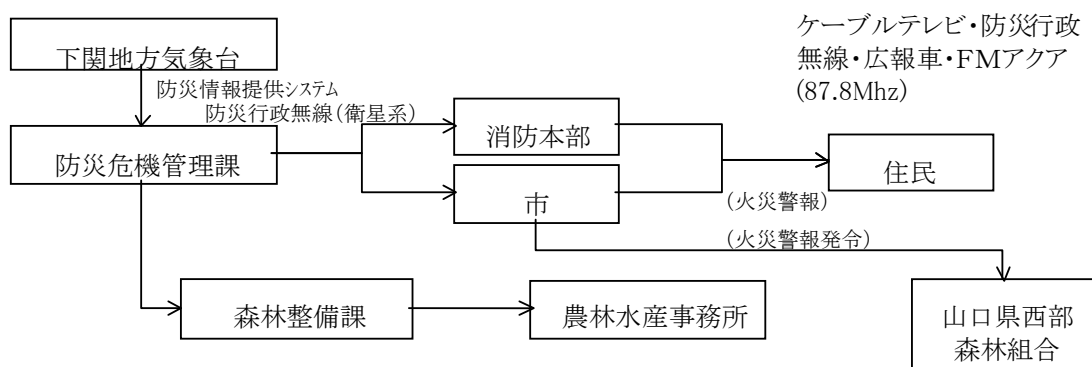 下関地方気象台
ケーブルテレビ・防災行政
無線・広報車・FMアクア
(87.8Mhz)
防災情報提供システム
防災行政無線(衛星系)
防災危機管理課
消防本部
市
住民
(火災警報)
(火災警報発令)
森林整備課
農林水産事務所
山口県西部
森林組合